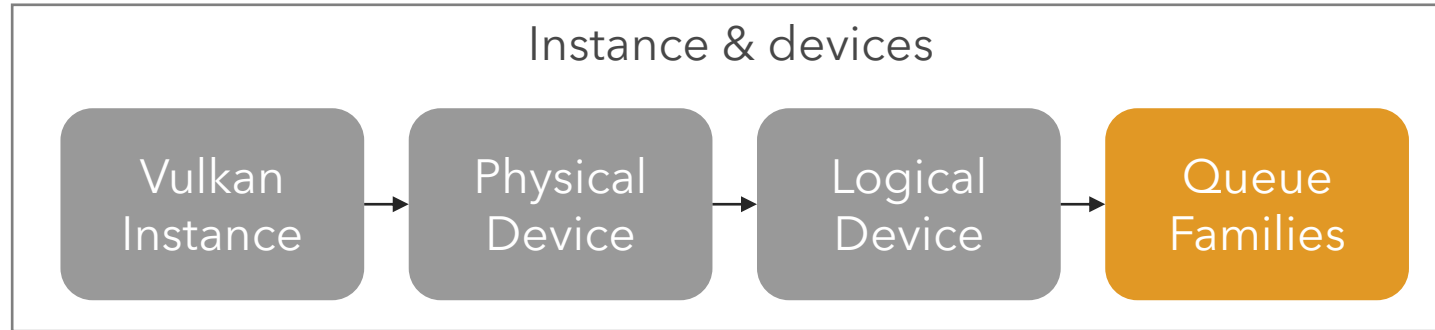 Instance & devices
Vulkan
Instance
Physical
Device
Logical
Device
Queue
Families